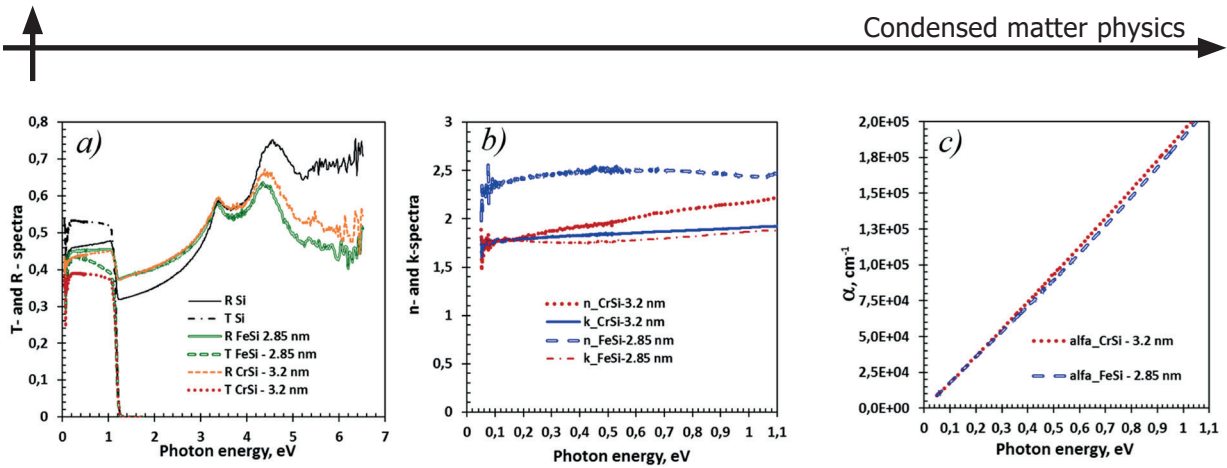 Condensed matter physics
a)
T- and R - spectra
0,8
0,7
0,6
0,5
0,4
0,3
0,2
0,1
0
R Si
T Si
R FeSi 2.85 nm
T FeSi - 2.85 nm
R CrSi - 3.2 nm
T CrSi - 3.2 nm
0 1 2 3 4 5 6 7
Photon energy, eV
b)
n- and k-spectra
3
2,5
2
1,5
1
0,5
0
n_CrSi-3.2 nm
k_CrSi-3.2 nm
n_FeSi-2.85 nm
k_FeSi-2.85 nm
0 0,1 0,2 0,3 0,4 0,5 0,6 0,7 0,8 0,9 1 1,1
Photon energy, eV
c)
α, cm-1
2,0E+05
1,8E+05
1,5E+05
1,3E+05
1,0E+05
7,5E+04
5,0E+04
2,5E+04
0,0E+00
alfa_CrSi - 3.2 nm
alfa_FeSi - 2.85 nm
0 0,1 0,2 0,3 0,4 0,5 0,6 0,7 0,8 0,9 1 1,1
Photon energy, eV